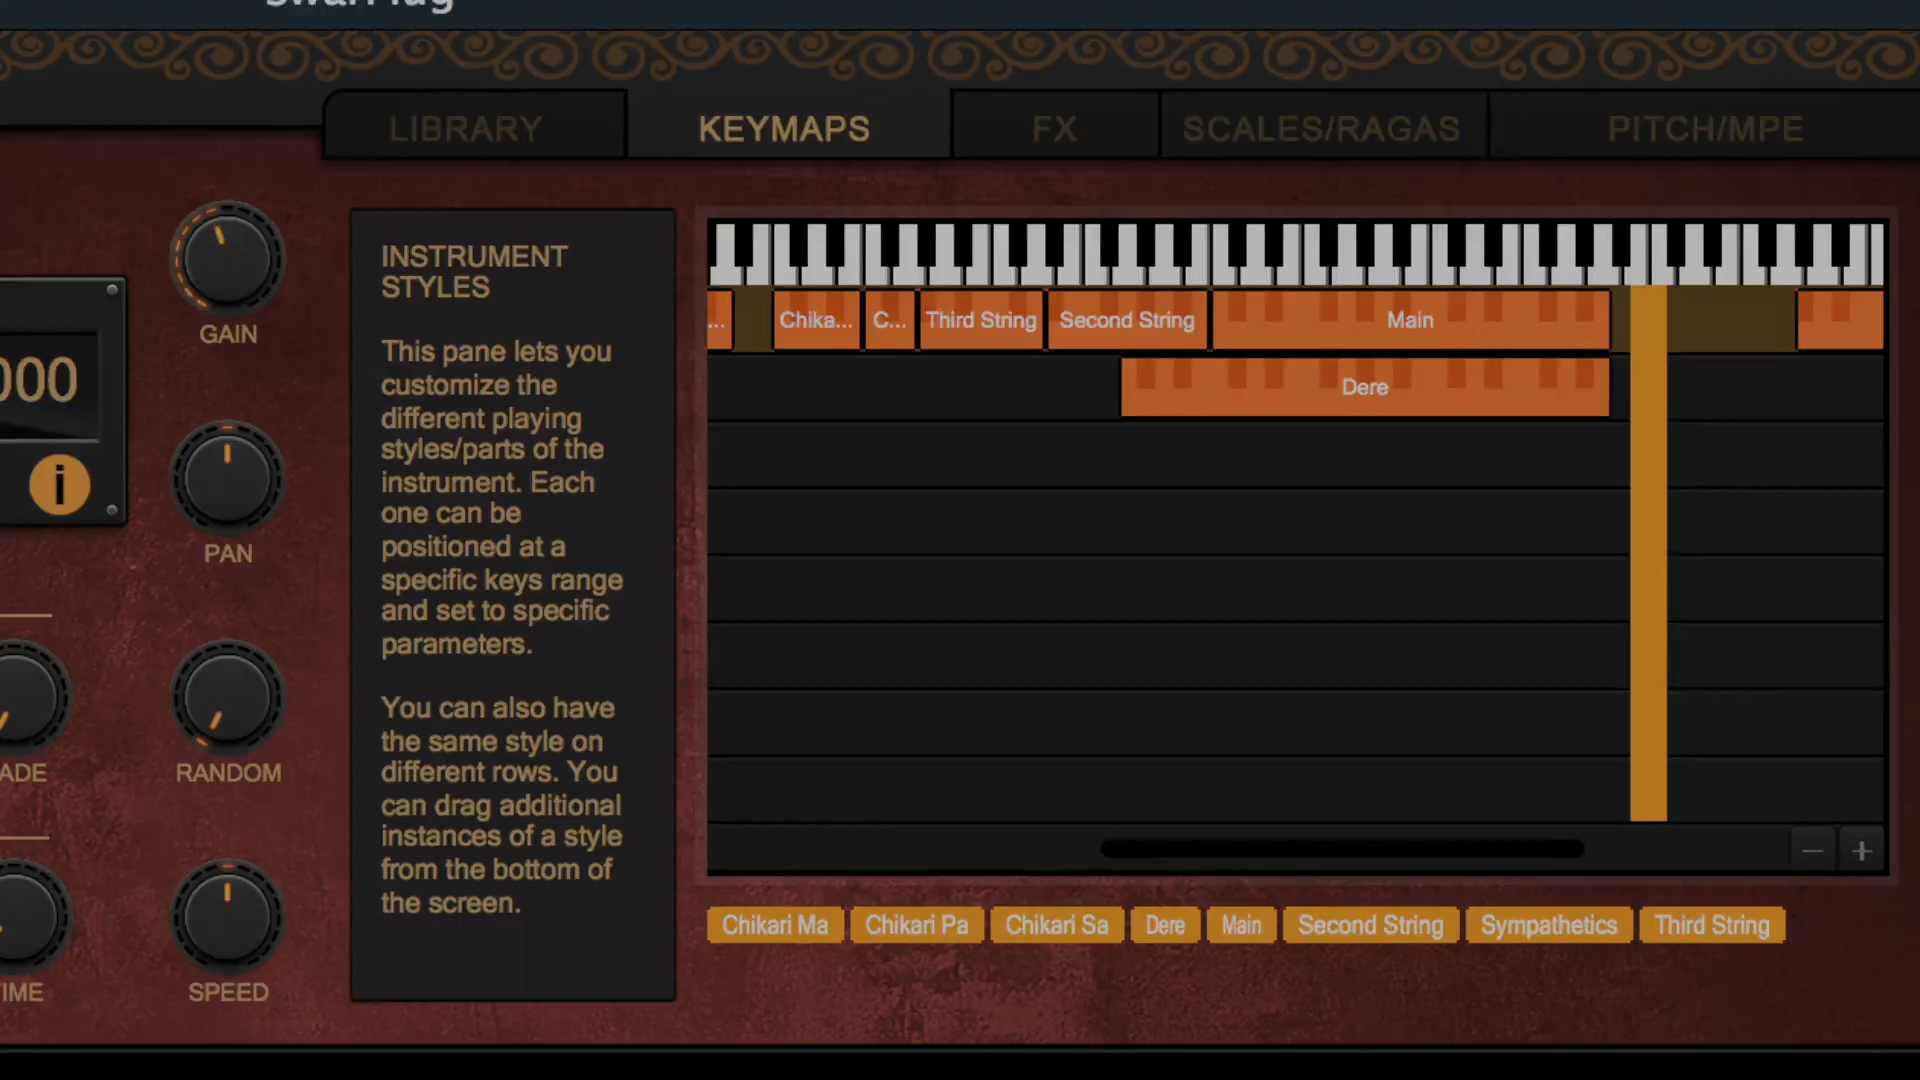 SwarPlug
LIBRARY
KEYMAPS
FX
SCALES/RAGAS
PITCH/MPE
000
i
GAIN
PAN
RANDOM
SPEED
INSTRUMENT
STYLES
This pane lets you
customize the
different playing
styles/parts of the
instrument. Each
one can be
positioned at a
specific keys range
and set to specific
parameters.
You can also have
the same style on
different rows. You
can drag additional
instances of a style
from the bottom of
the screen.
... Chika... C... Third String Second String Main
Dere
Chikari Ma Chikari Pa Chikari Sa Dere Main Second String Sympathetics Third String